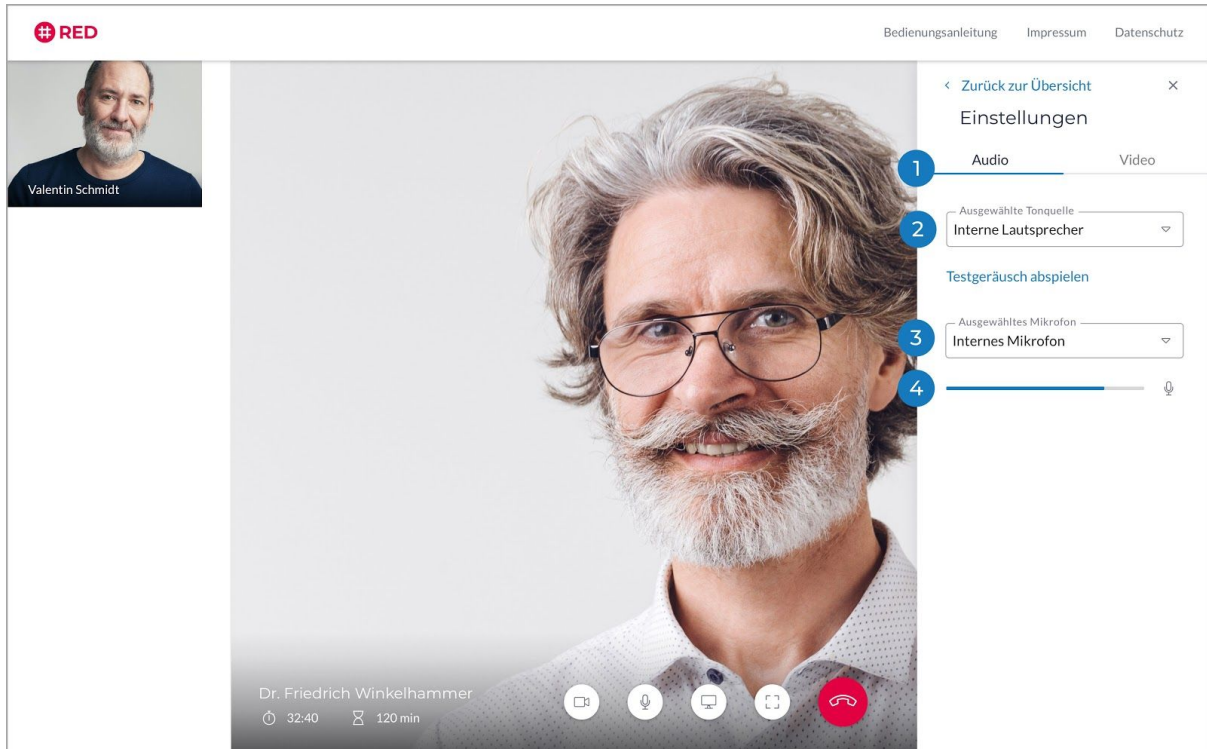 # RED
Bedienungsanleitung Impressum Datenschutz
Valentin Schmidt
Zurück zur Übersicht
Einstellungen
1
Audio Video
Ausgewählte Tonquelle
2
Interne Lautsprecher
Testgeräusch abspielen
Ausgewähltes Mikrofon
3
Internes Mikrofon
4
Dr. Friedrich Winkelhammer
32:40 120 min